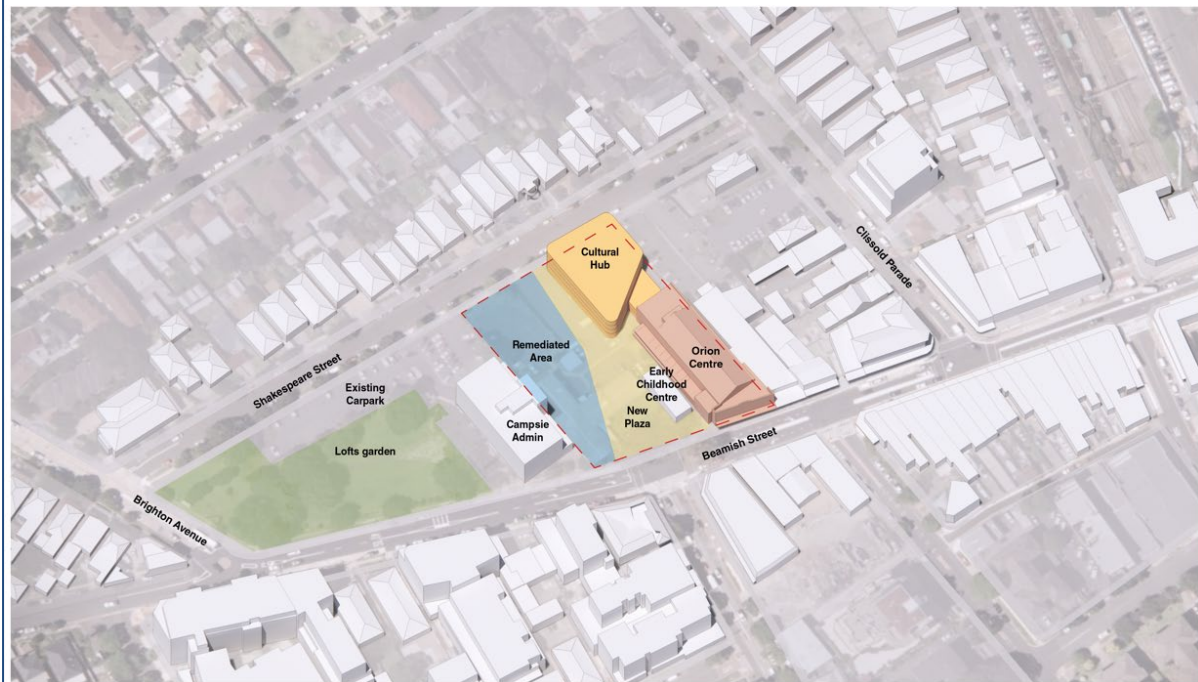 Cultural
Hub
Clissold Parade
Remediated
Area
Orion
Centre
Early
Childhood
Centre
Shakespeare Street
Existing
Carpark
New
Plaza
Campsie
Admin
Beamish Street
Lofts garden
Brighton Avenue